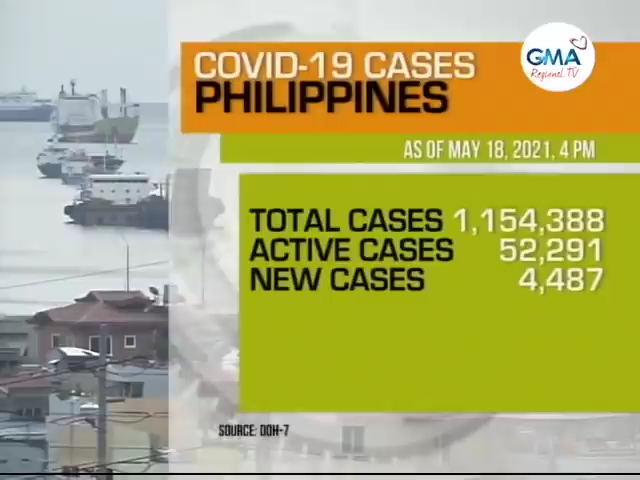 GMA
Regional TV
COVID-19 CASES
PHILIPPINES
AS OF MAY 18, 2021, 4 PM
TOTAL CASES 1,154,388
ACTIVE CASES 52,291
NEW CASES 4,487
SOURCE: DOH-7